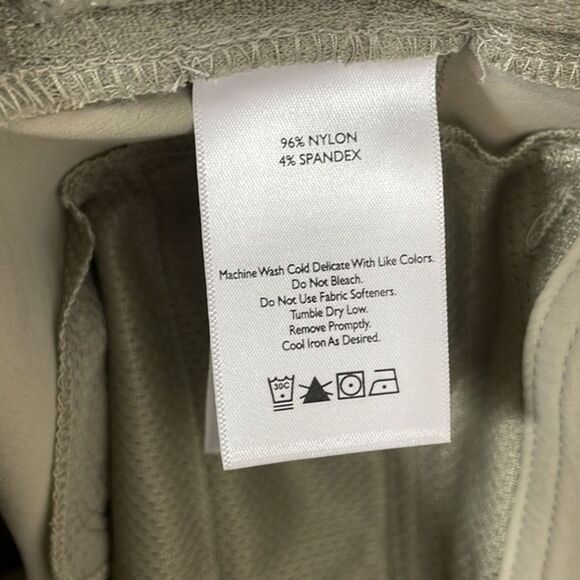 96% NYLON
4% SPANDEX
Machine Wash Cold Delicate With Like Colors.
Do Not Bleach.
Do Not Use Fabric Softeners.
Tumble Dry Low.
Remove Promptly.
Cool Iron As Desired.
30C